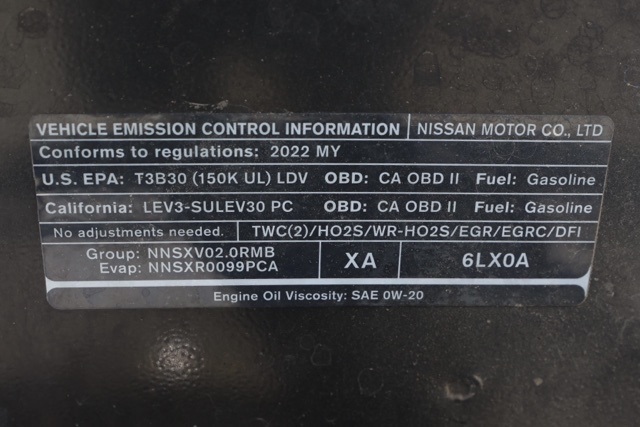 VEHICLE EMISSION CONTROL INFORMATION NISSAN MOTOR CO., LTD
Conforms to regulations: 2022 MY
U.S. EPA: T3B30 (150K UL) LDV OBD: CA OBD II Fuel: Gasoline
California: LEV3-SULEV30 PC OBD: CA OBD II Fuel: Gasoline
No adjustments needed. TWC(2)/HO2S/WR-HO2S/EGR/EGRC/DFI
Group: NNSXV02.0RMB
Evap: NNSXR0099PCA
XA
6LX0A
Engine Oil Viscosity: SAE 0W-20